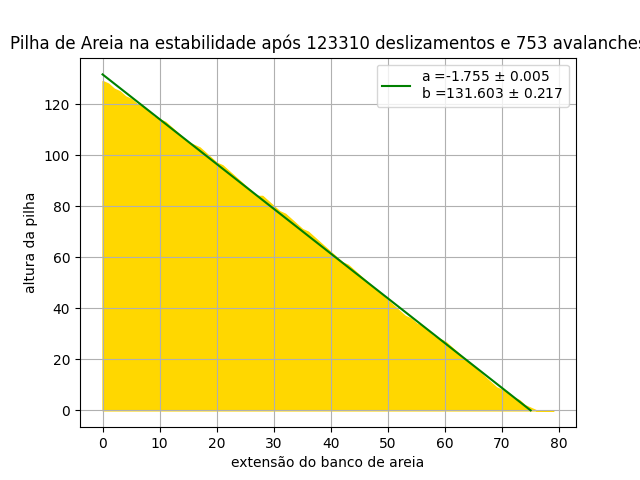 Pilha de Areia na estabilidade após 123310 deslizamentos e 753 avalanches
a =-1.755 ± 0.005
b =131.603 ± 0.217
altura da pilha
120
100
80
60
40
20
0
0 10 20 30 40 50 60 70 80
extensão do banco de areia